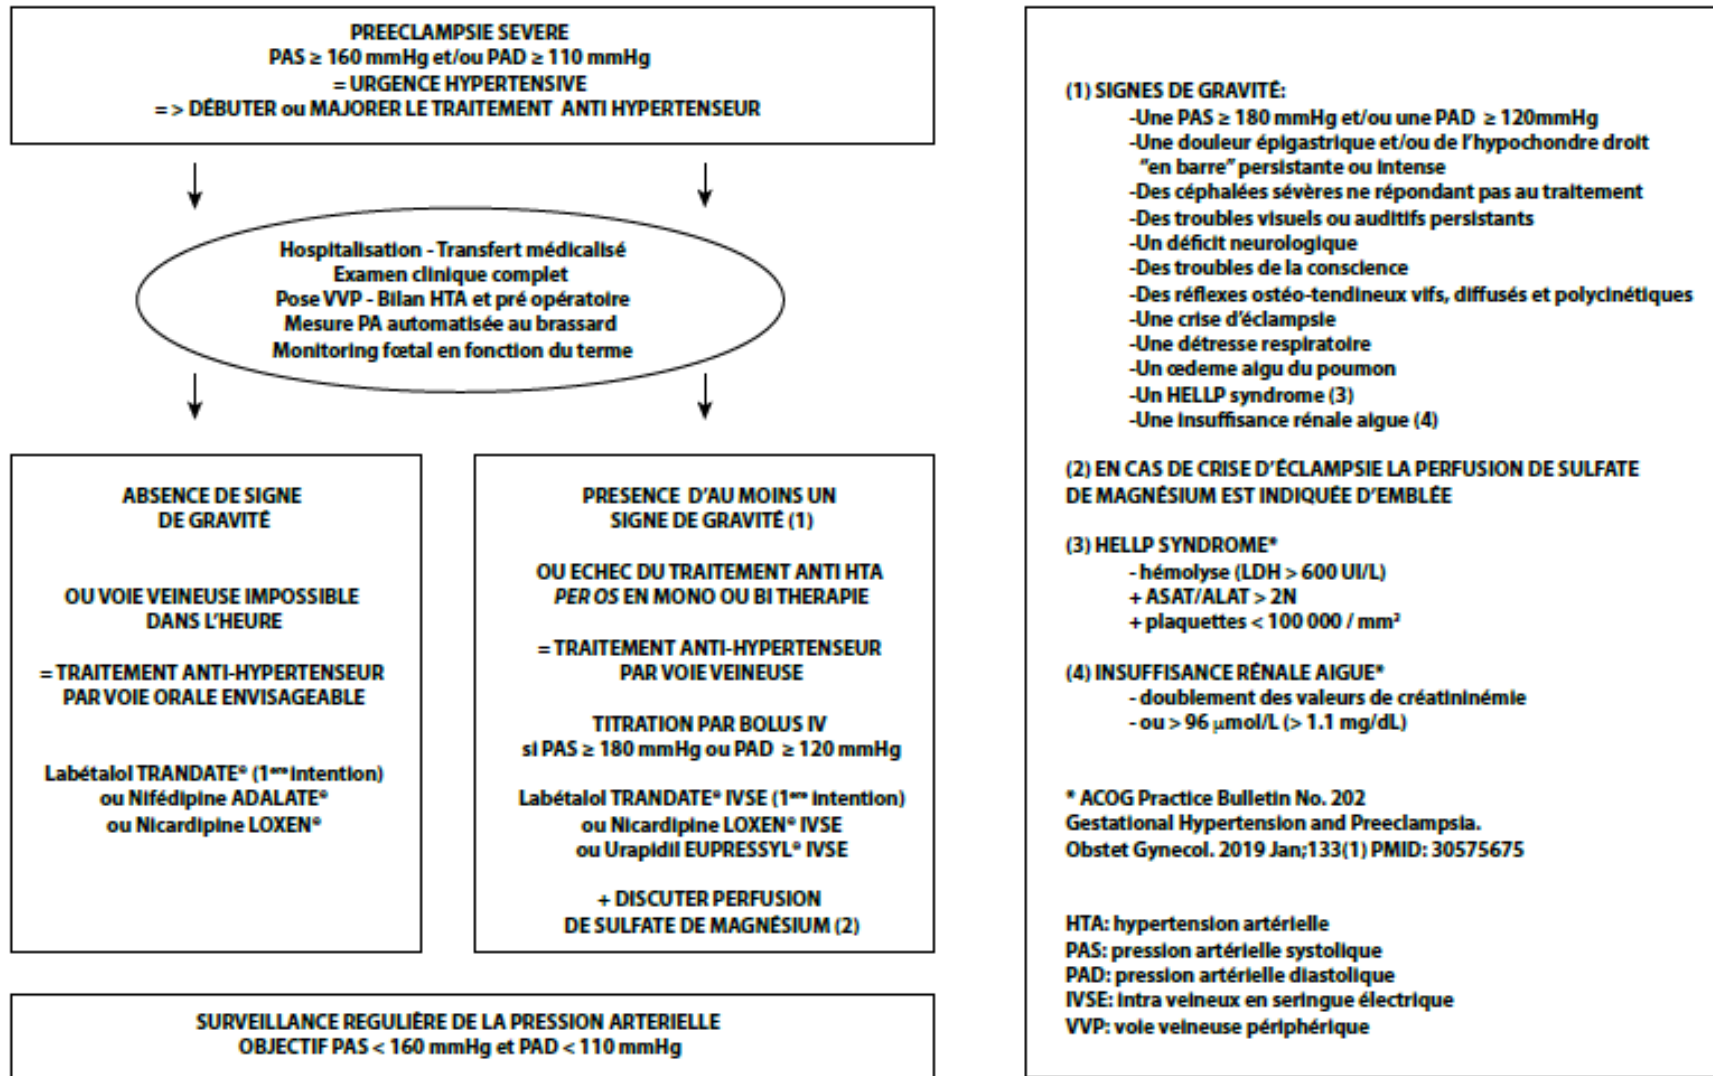 PREECLAMPSIE SEVERE
PAS ≥ 160 mmHg et/ou PAD ≥ 110 mmHg
= URGENCE HYPERTENSIVE
= > DÉBUTER ou MAJORER LE TRAITEMENT ANTI HYPERTENSEUR
Hospitalisation - Transfert médicalisé
Examen clinique complet
Pose VVP - Bilan HTA et pré opératoire
Mesure PA automatisée au brassard
Monitoring fœtal en fonction du terme
ABSENCE DE SIGNE
DE GRAVITÉ
OU VOIE VEINEUSE IMPOSSIBLE
DANS L'HEURE
= TRAITEMENT ANTI-HYPERTENSEUR
PAR VOIE ORALE ENVISAGEABLE
Labétalol TRANDATE® (1ere intention)
ou Nifédipine ADALATE®
ou Nicardipine LOXEN®
PRESENCE D'AU MOINS UN
SIGNE DE GRAVITÉ (1)
OU ECHEC DU TRAITEMENT ANTI HTA
PER OS EN MONO OU BI THERAPIE
= TRAITEMENT ANTI-HYPERTENSEUR
PAR VOIE VEINEUSE
TITRATION PAR BOLUS IV
si PAS ≥ 180 mmHg ou PAD ≥ 120 mmHg
Labétalol TRANDATE® IVSE (1ere intention)
ou Nicardipine LOXEN® IVSE
ou Urapidil EUPRESSYL® IVSE
+ DISCUTER PERFUSION
DE SULFATE DE MAGNÉSIUM (2)
SURVEILLANCE REGULIÈRE DE LA PRESSION ARTERIELLE
OBJECTIF PAS < 160 mmHg et PAD < 110 mmHg
(1) SIGNES DE GRAVITÉ:
-Une PAS ≥ 180 mmHg et/ou une PAD ≥ 120mmHg
-Une douleur épigastrique et/ou de l'hypochondre droit
"en barre" persistante ou intense
-Des céphalées sévères ne répondant pas au traitement
-Des troubles visuels ou auditifs persistants
-Un déficit neurologique
-Des troubles de la conscience
-Des réflexes ostéo-tendineux vifs, diffusés et polycinétiques
-Une crise d'éclampsie
-Une détresse respiratoire
-Un œdeme aigu du poumon
-Un HELLP syndrome (3)
-Une insuffisance rénale aigue (4)
(2) EN CAS DE CRISE D'ÉCLAMPSIE LA PERFUSION DE SULFATE
DE MAGNÉSIUM EST INDIQUÉE D'EMBLÉE
(3) HELLP SYNDROME*
- hémolyse (LDH > 600 UI/L)
+ ASAT/ALAT > 2N
+ plaquettes < 100 000 / mm²
(4) INSUFFISANCE RÉNALE AIGUE*
- doublement des valeurs de créatininémie
- ou > 96 µmol/L (> 1.1 mg/dL)
* ACOG Practice Bulletin No. 202
Gestational Hypertension and Preeclampsia.
Obstet Gynecol. 2019 Jan;133(1) PMID: 30575675
HTA: hypertension artérielle
PAS: pression artérielle systolique
PAD: pression artérielle diastolique
IVSE: intra veineux en seringue électrique
VVP: voie veineuse périphérique